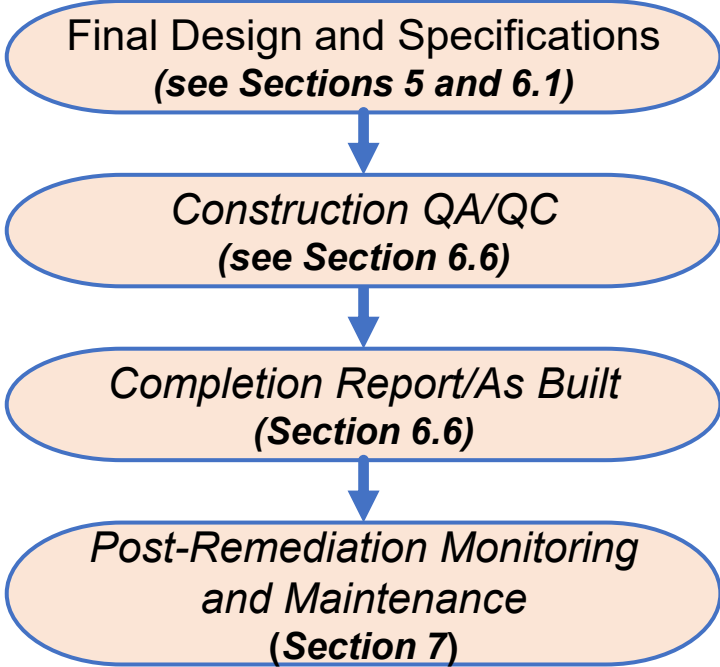 Final Design and Specifications
(see Sections 5 and 6.1)
Construction QA/QC
(see Section 6.6)
Completion Report/As Built
(Section 6.6)
Post-Remediation Monitoring
and Maintenance
(Section 7)